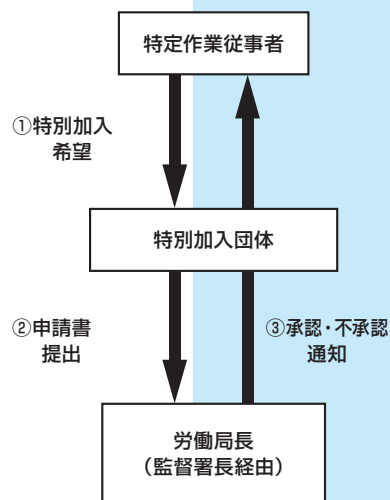 特定作業従事者
①特別加入
希望
特別加入団体
②申請書
提出
③承認・不承認
通知
労働局長
（監督署長経由）